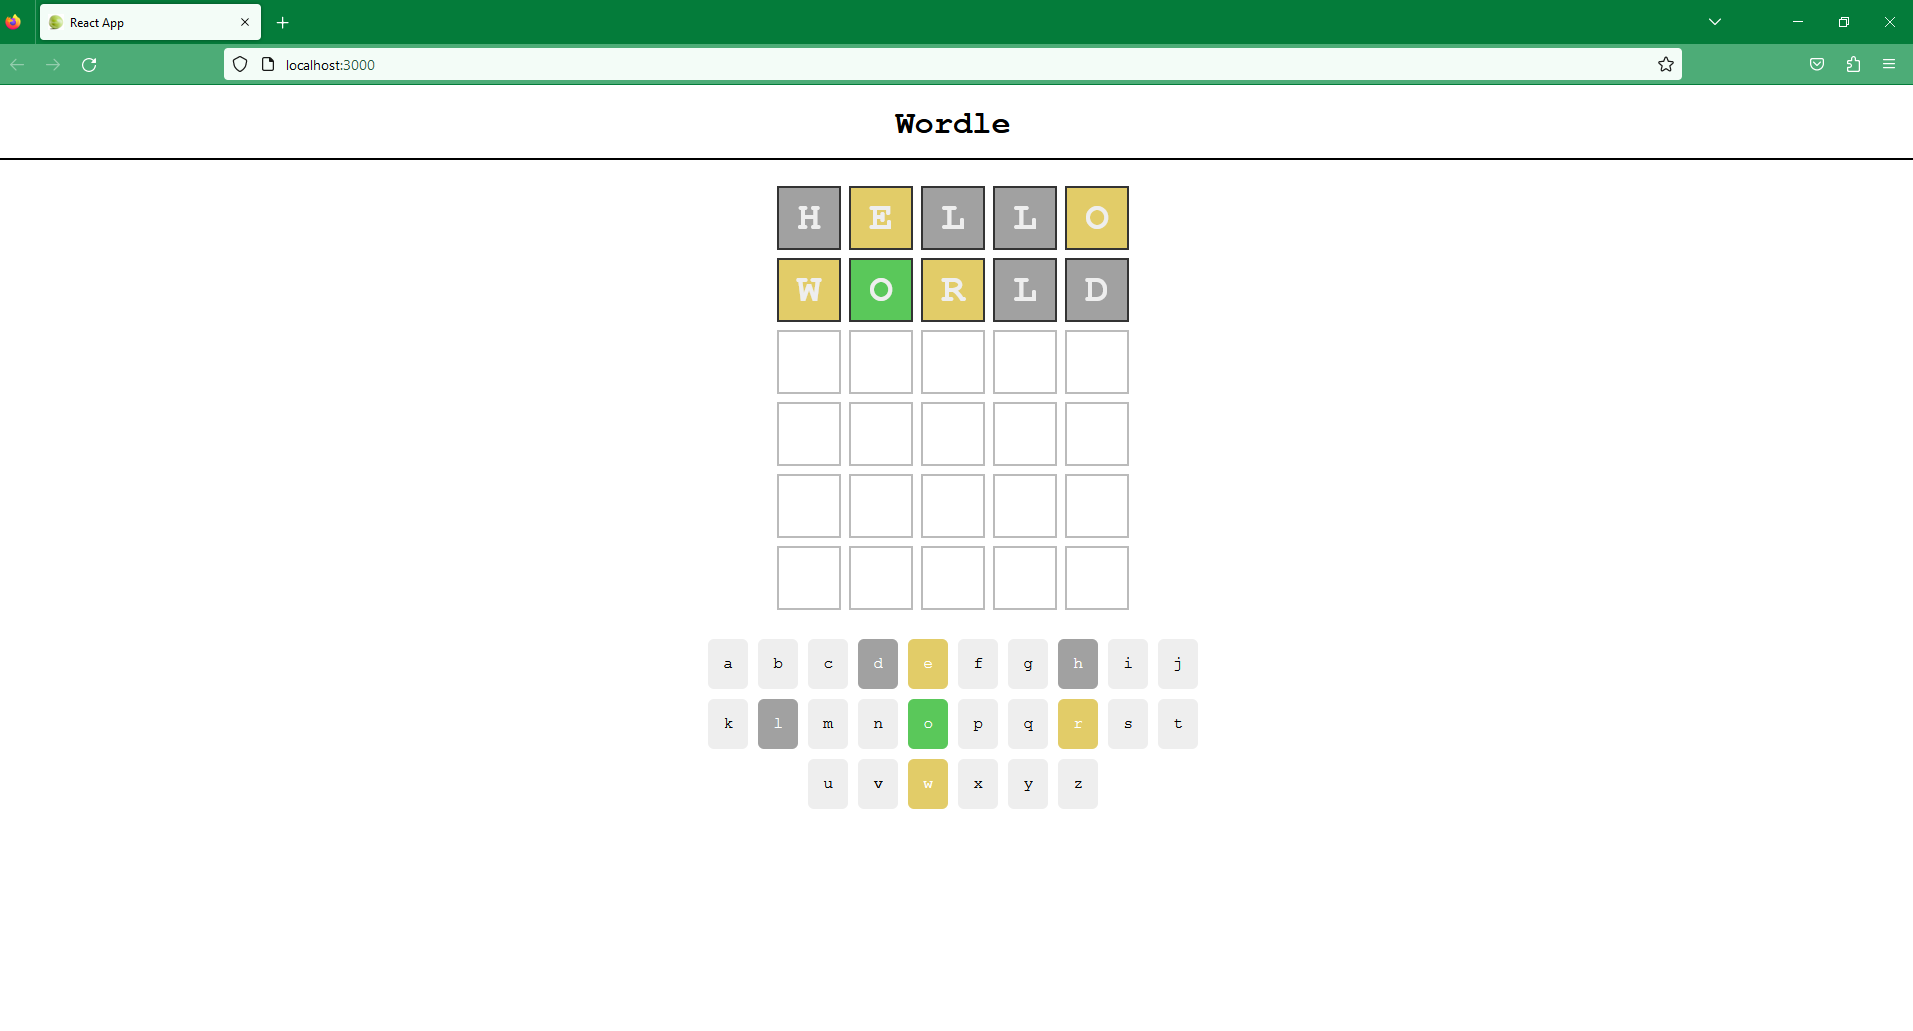 React App
localhost:3000
Wordle
H E L L O
W O R L D
a b c d e f g h i j
k l m n o p q r s t
u v w x y z